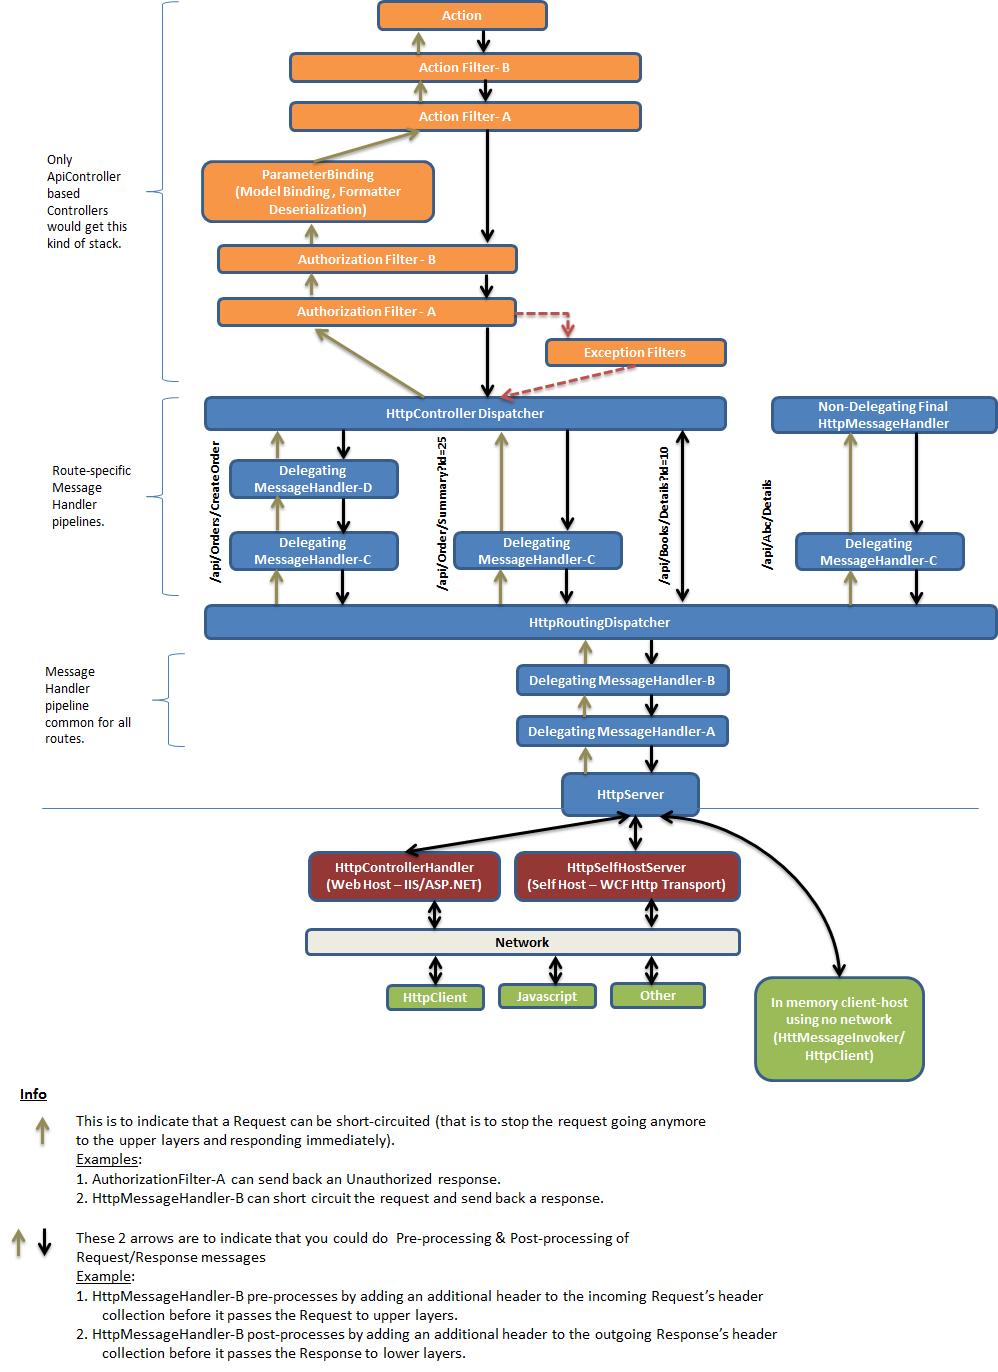 Action
Action Filter- B
Action Filter- A
Only
ApiController
based
Controllers
would get this
kind of stack.
ParameterBinding
(Model Binding, Formatter
Deserialization)
Authorization Filter - B
Authorization Filter - A
Exception Filters
HttpController Dispatcher
Non-Delegating Final
HttpMessageHandler
Route-specific
Message
Handler
pipelines.
/api/Orders/CreateOrder
Delegating
MessageHandler-D
Delegating
MessageHandler-C
/api/Order/Summary?Id=25
Delegating
MessageHandler-C
/api/Books/Details?Id=10
/api/Abc/Details
Delegating
MessageHandler-C
HttpRoutingDispatcher
Message
Handler
pipeline
common for all
routes.
Delegating MessageHandler-B
Delegating MessageHandler-A
HttpServer
HttpControllerHandler
(Web Host – IIS/ASP.NET)
HttpSelfHostServer
(Self Host – WCF Http Transport)
Network
HttpClient
Javascript
Other
In memory client-host
using no network
(HttMessageInvoker/
HttpClient)
Info
This is to indicate that a Request can be short-circuited (that is to stop the request going anymore
to the upper layers and responding immediately).
Examples:
1. AuthorizationFilter-A can send back an Unauthorized response.
2. HttpMessageHandler-B can short circuit the request and send back a response.
These 2 arrows are to indicate that you could do Pre-processing & Post-processing of
Request/Response messages
Example:
1. HttpMessageHandler-B pre-processes by adding an additional header to the incoming Request's header
collection before it passes the Request to upper layers.
2. HttpMessageHandler-B post-processes by adding an additional header to the outgoing Response's header
collection before it passes the Response to lower layers.